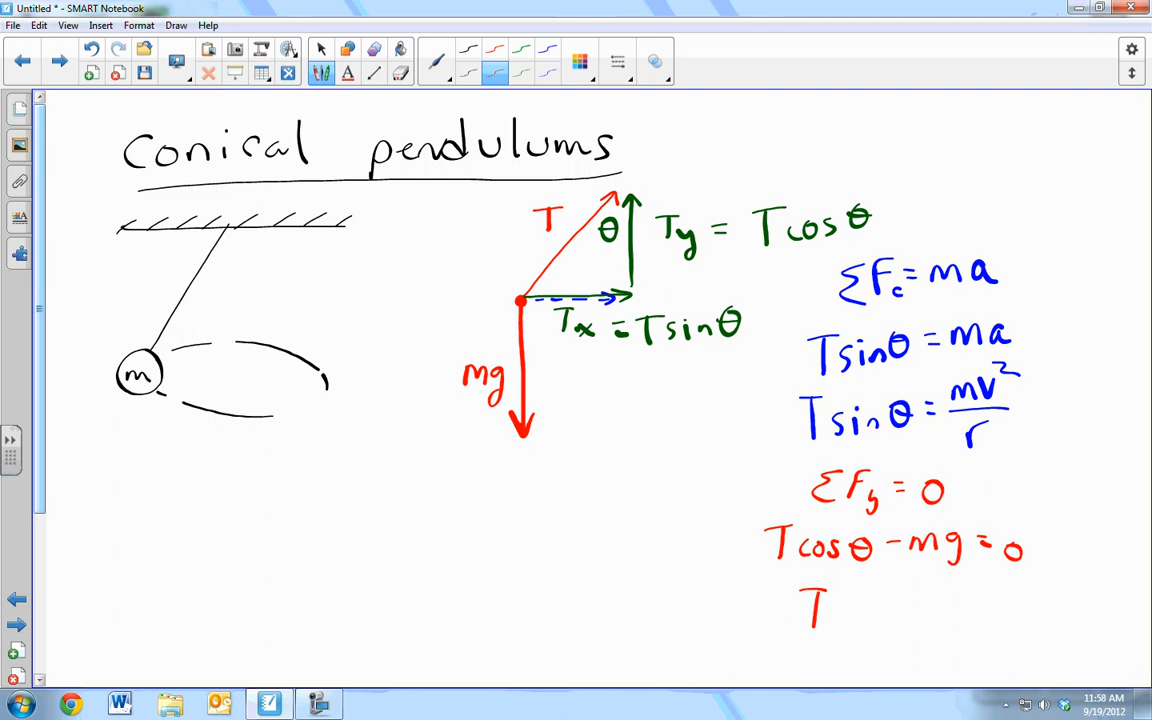 Untitled * - SMART Notebook
File Edit View Insert Format Draw Help
Conical pendulums
T θ Ty = Tcosθ
Tx = Tsinθ
m
mg
ΣFc = ma
Tsinθ = ma
Tsinθ = mv²/r
ΣFy = 0
Tcosθ - mg = 0
T
11:58 AM
9/19/2012